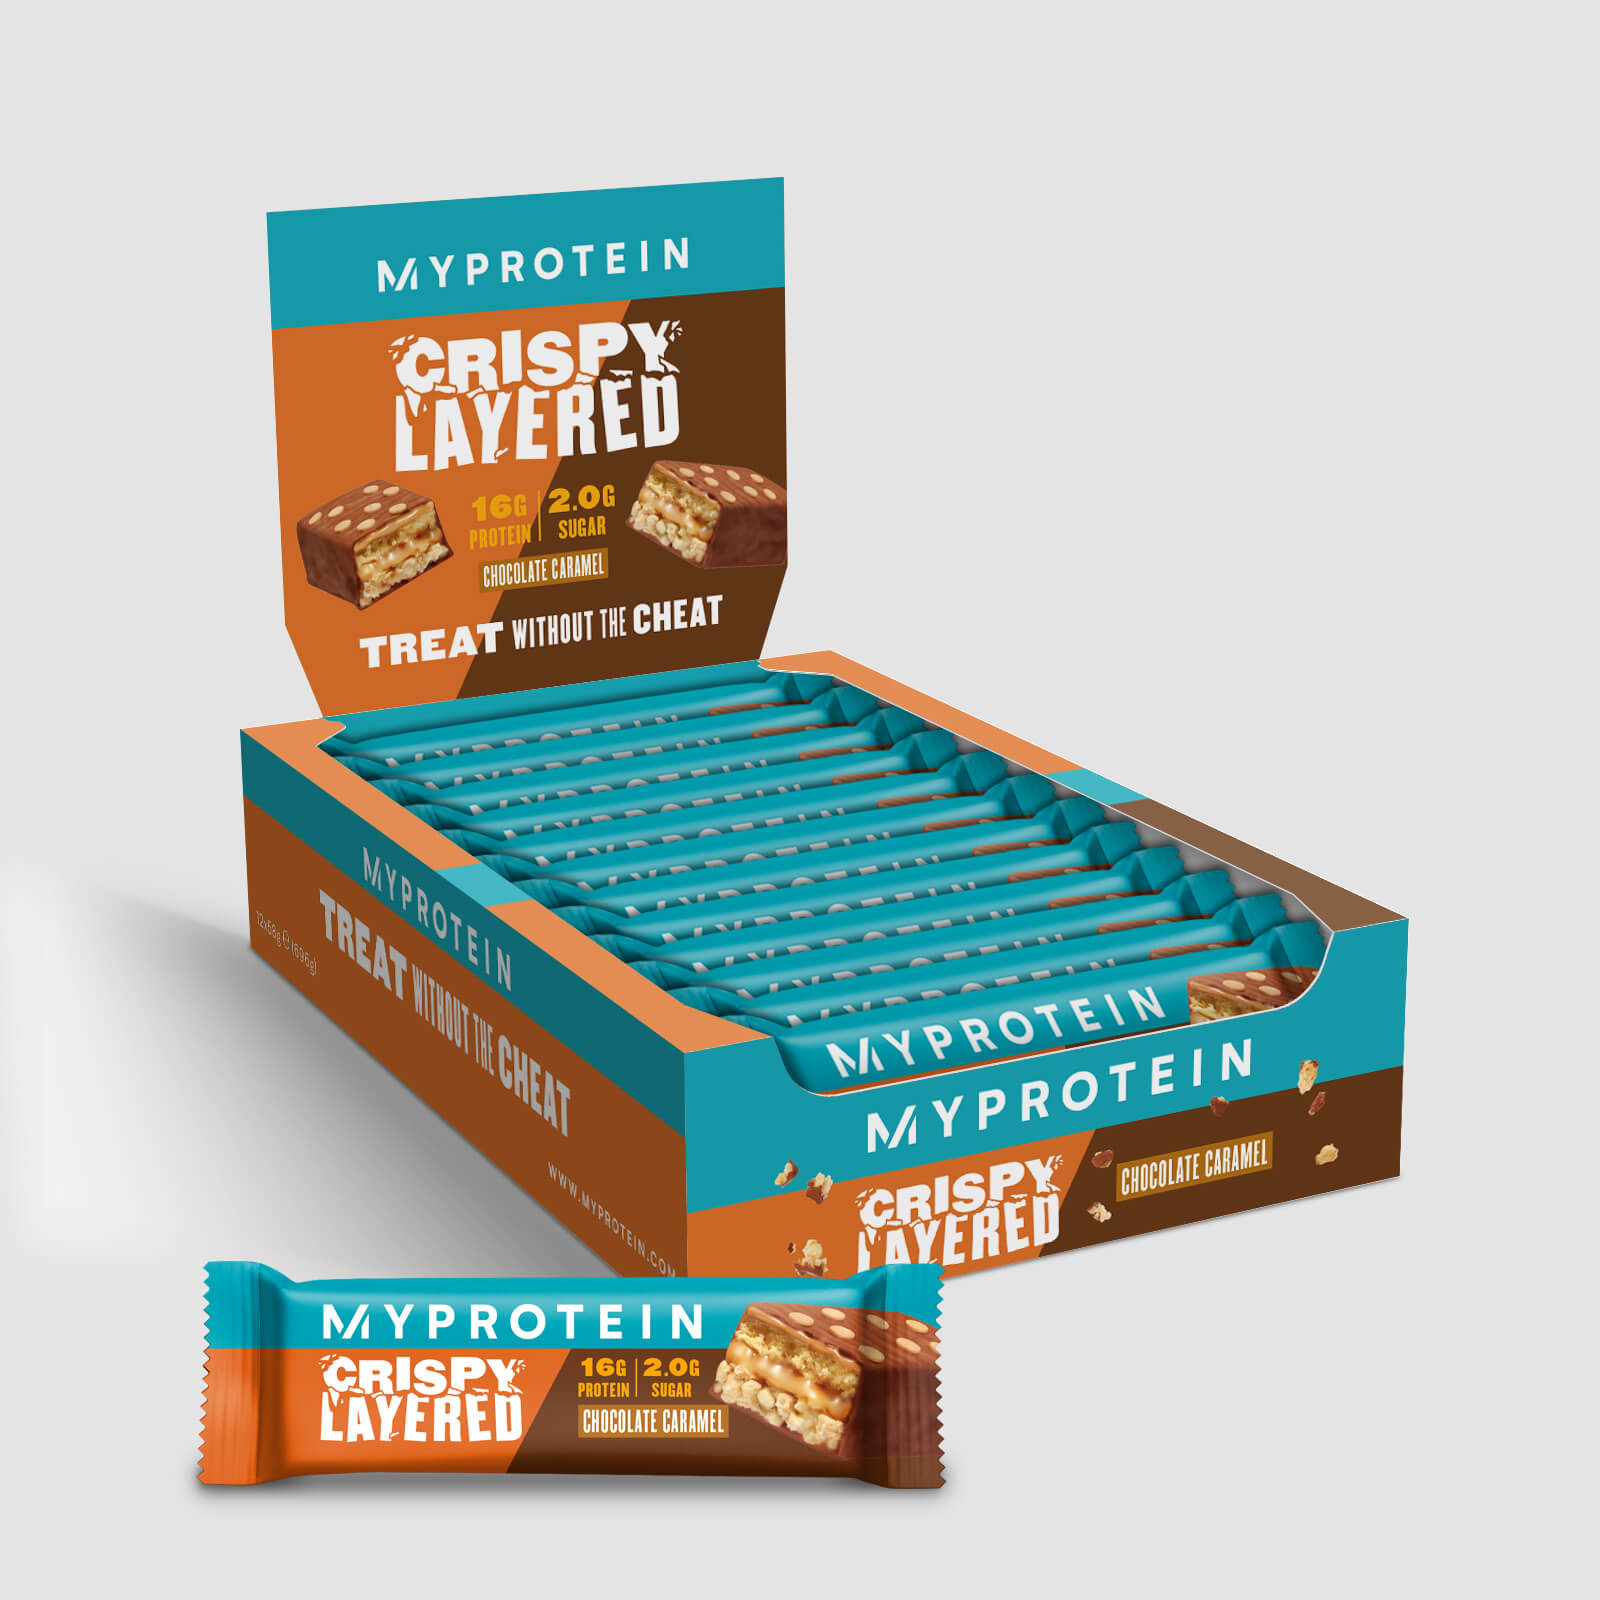 MYPROTEIN
CRISPY
LAYERED
16G PROTEIN | 2.0G SUGAR
CHOCOLATE CARAMEL
TREAT WITHOUT THE CHEAT
MYPROTEIN
MYPROTEIN
TREAT WITHOUT THE CHEAT
12x58g ℮ (696g)
WWW.MYPROTEIN.COM
MYPROTEIN
CRISPY
LAYERED
CHOCOLATE CARAMEL
MYPROTEIN
CRISPY
LAYERED
16G PROTEIN | 2.0G SUGAR
CHOCOLATE CARAMEL